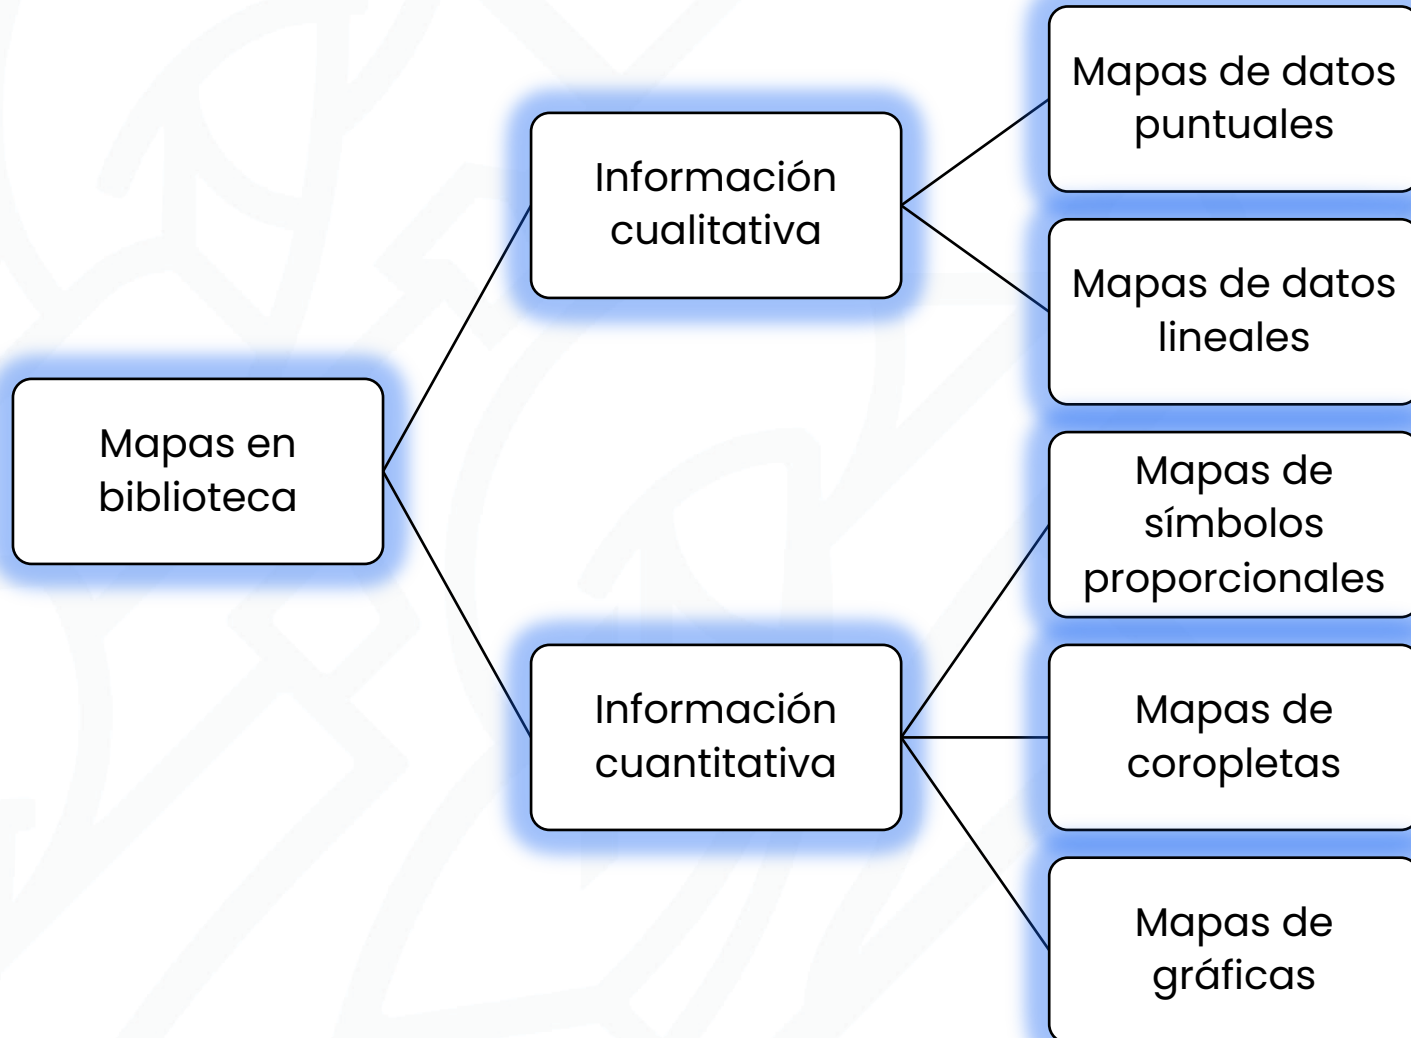 Mapas en
biblioteca
Información
cualitativa
Mapas de datos
puntuales
Mapas de datos
lineales
Información
cuantitativa
Mapas de
símbolos
proporcionales
Mapas de
coropletas
Mapas de
gráficas